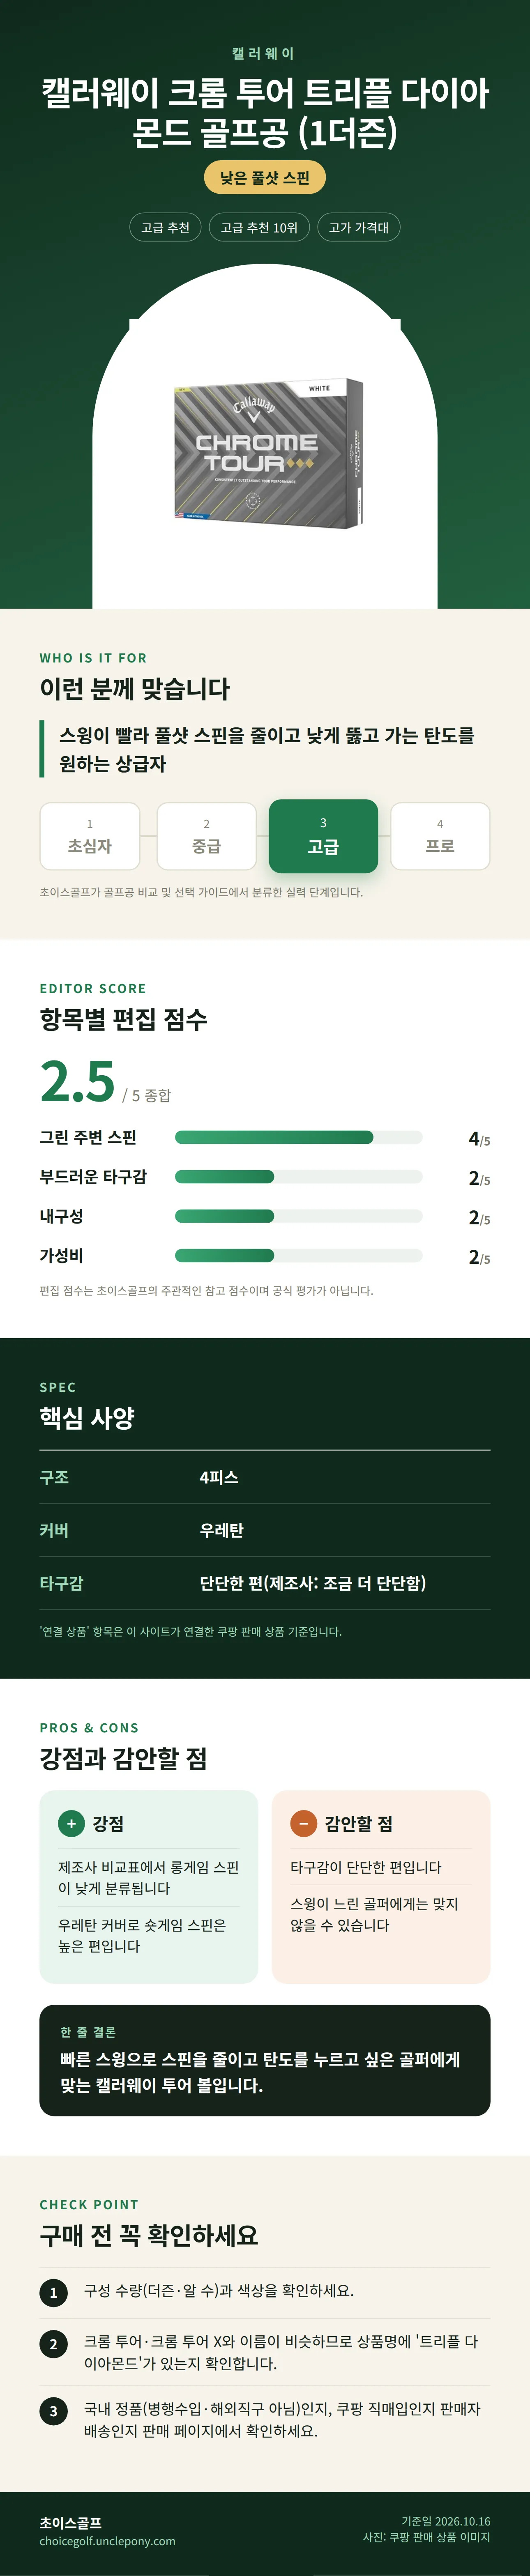 캘러웨이
캘러웨이 크롬 투어 트리플 다이아
몬드 골프공 (1더즌)
낮은 풀샷 스핀
고급 추천
고급 추천 10위
고가 가격대
WHITE
Callaway
CHROME
TOUR
CONSISTENTLY OUTSTANDING TOUR PERFORMANCE
WHO IS IT FOR
이런 분께 맞습니다
스윙이 빨라 풀샷 스핀을 줄이고 낮게 뚫고 가는 탄도를
원하는 상급자
1
초심자
2
중급
3
고급
4
프로
초이스골프가 골프공 비교 및 선택 가이드에서 분류한 실력 단계입니다.
EDITOR SCORE
항목별 편집 점수
2.5 / 5 종합
그린 주변 스핀 4/5
부드러운 타구감 2/5
내구성 2/5
가성비 2/5
편집 점수는 초이스골프의 주관적인 참고 점수이며 공식 평가가 아닙니다.
SPEC
핵심 사양
구조 4피스
커버 우레탄
타구감 단단한 편(제조사: 조금 더 단단함)
'연결 상품' 항목은 이 사이트가 연결한 쿠팡 판매 상품 기준입니다.
PROS & CONS
강점과 감안할 점
+ 강점
제조사 비교표에서 롱게임 스핀
이 낮게 분류됩니다
우레탄 커버로 숏게임 스핀은
높은 편입니다
− 감안할 점
타구감이 단단한 편입니다
스윙이 느린 골퍼에게는 맞지
않을 수 있습니다
한 줄 결론
빠른 스윙으로 스핀을 줄이고 탄도를 누르고 싶은 골퍼에게
맞는 캘러웨이 투어 볼입니다.
CHECK POINT
구매 전 꼭 확인하세요
1 구성 수량(더즌·알 수)과 색상을 확인하세요.
2 크롬 투어·크롬 투어 X와 이름이 비슷하므로 상품명에 '트리플 다
이아몬드'가 있는지 확인합니다.
3 국내 정품(병행수입·해외직구 아님)인지, 쿠팡 직매입인지 판매자
배송인지 판매 페이지에서 확인하세요.
초이스골프
choicegolf.unclepony.com
기준일 2026.10.16
사진: 쿠팡 판매 상품 이미지